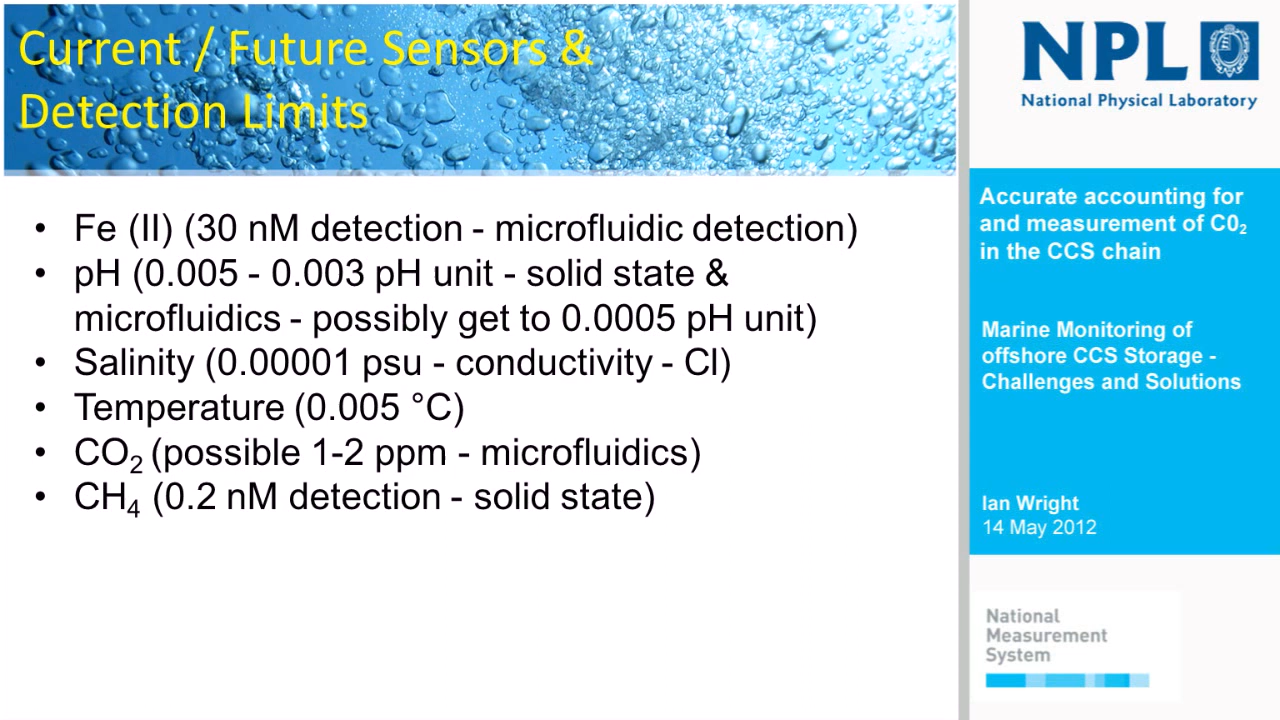 Current / Future Sensors &
Detection Limits
• Fe (II) (30 nM detection - microfluidic detection)
• pH (0.005 - 0.003 pH unit - solid state &
microfluidics - possibly get to 0.0005 pH unit)
• Salinity (0.00001 psu - conductivity - Cl)
• Temperature (0.005 °C)
• CO₂ (possible 1-2 ppm - microfluidics)
• CH₄ (0.2 nM detection - solid state)
NPL
National Physical Laboratory
Accurate accounting for
and measurement of C0₂
in the CCS chain
Marine Monitoring of
offshore CCS Storage -
Challenges and Solutions
Ian Wright
14 May 2012
National
Measurement
System